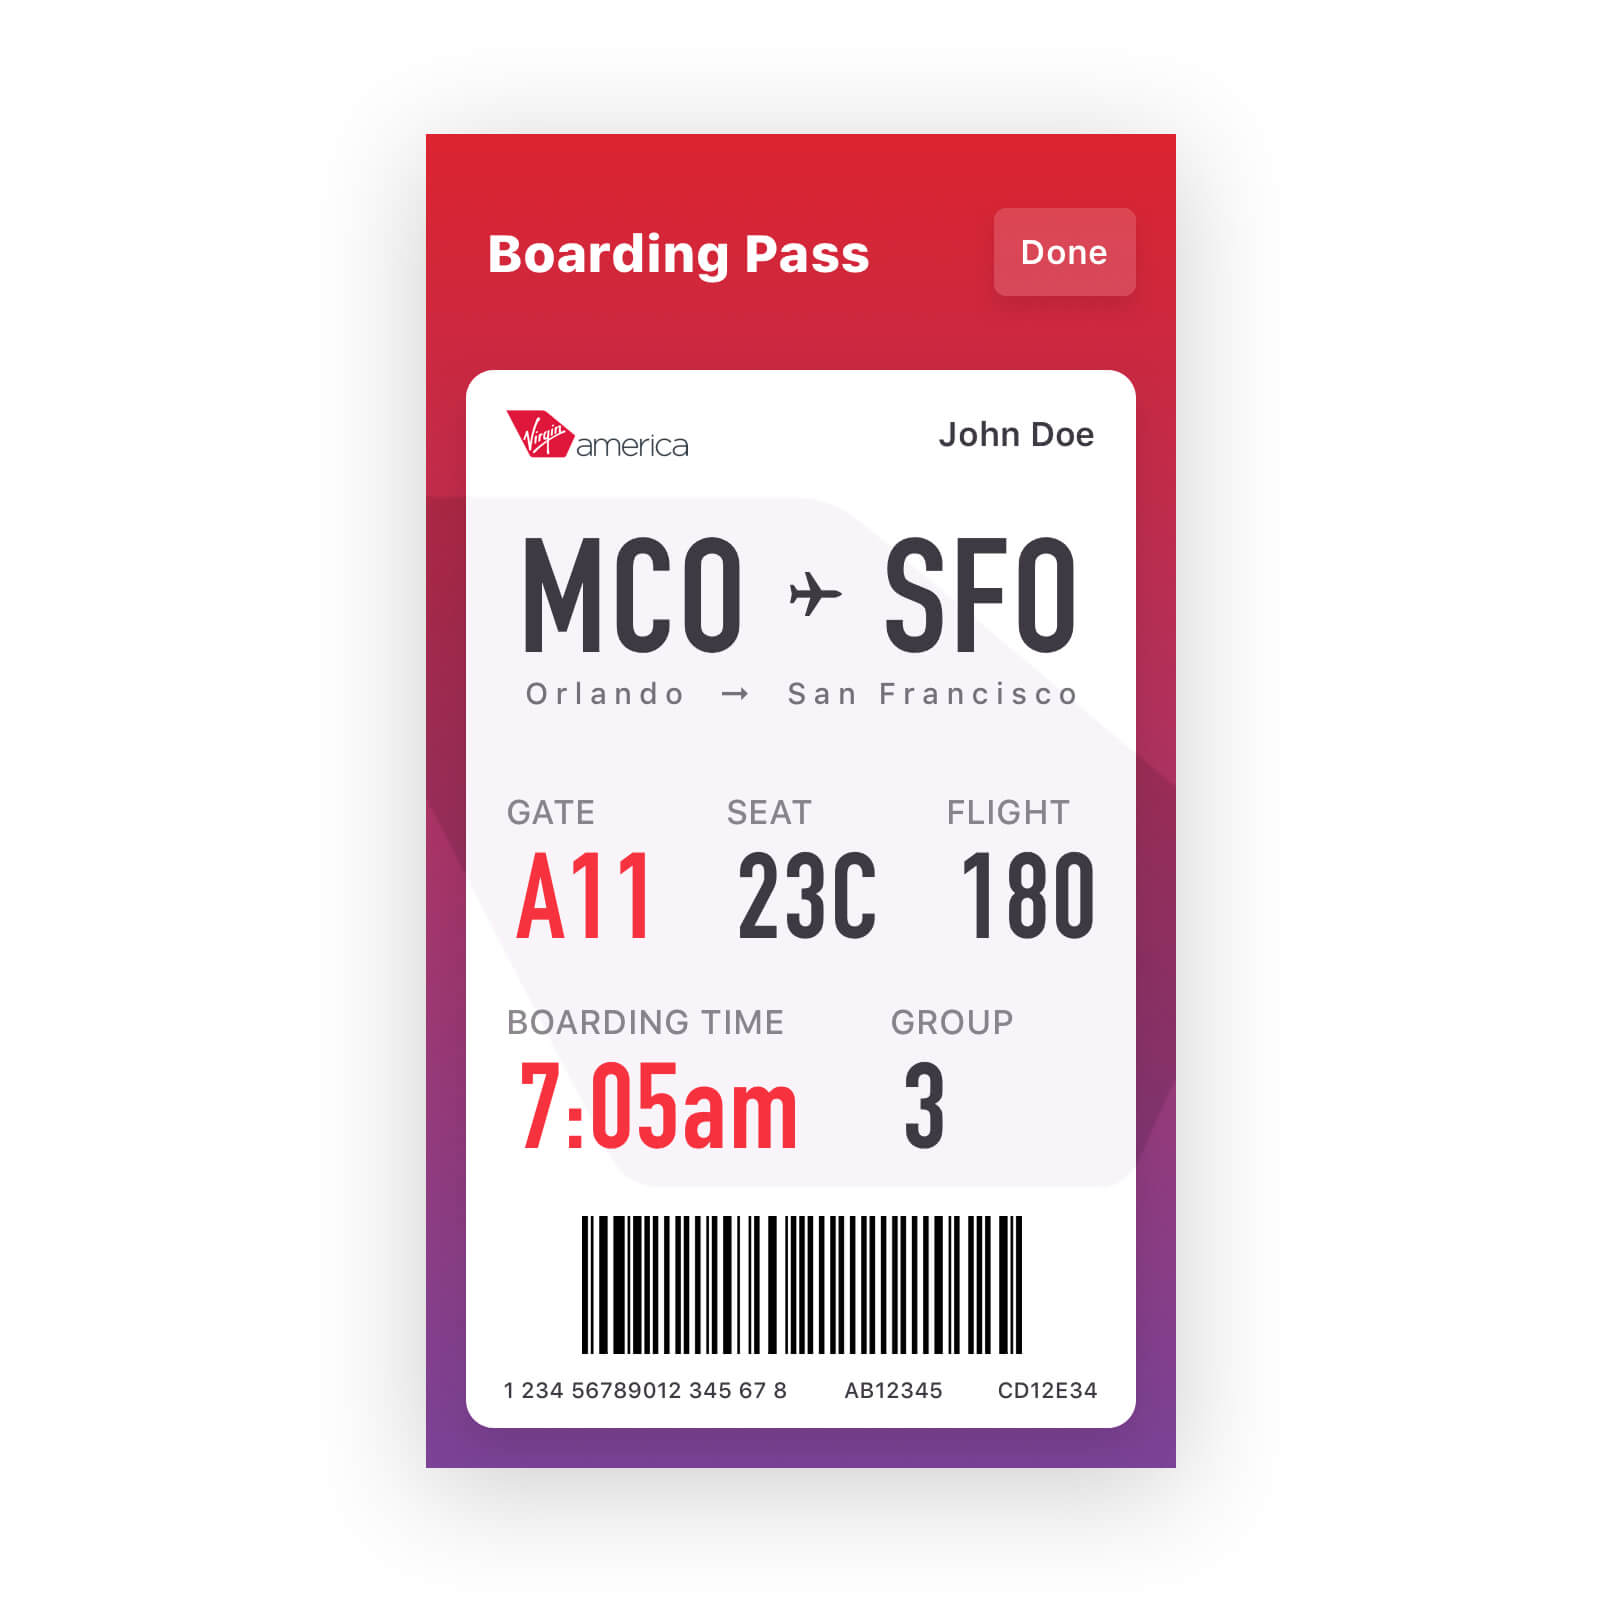 Boarding Pass Done
Virgin america John Doe
MCO SFO
Orlando → San Francisco
GATE SEAT FLIGHT
A11 23C 180
BOARDING TIME GROUP
7:05am 3
1 234 56789012 345 67 8 AB12345 CD12E34